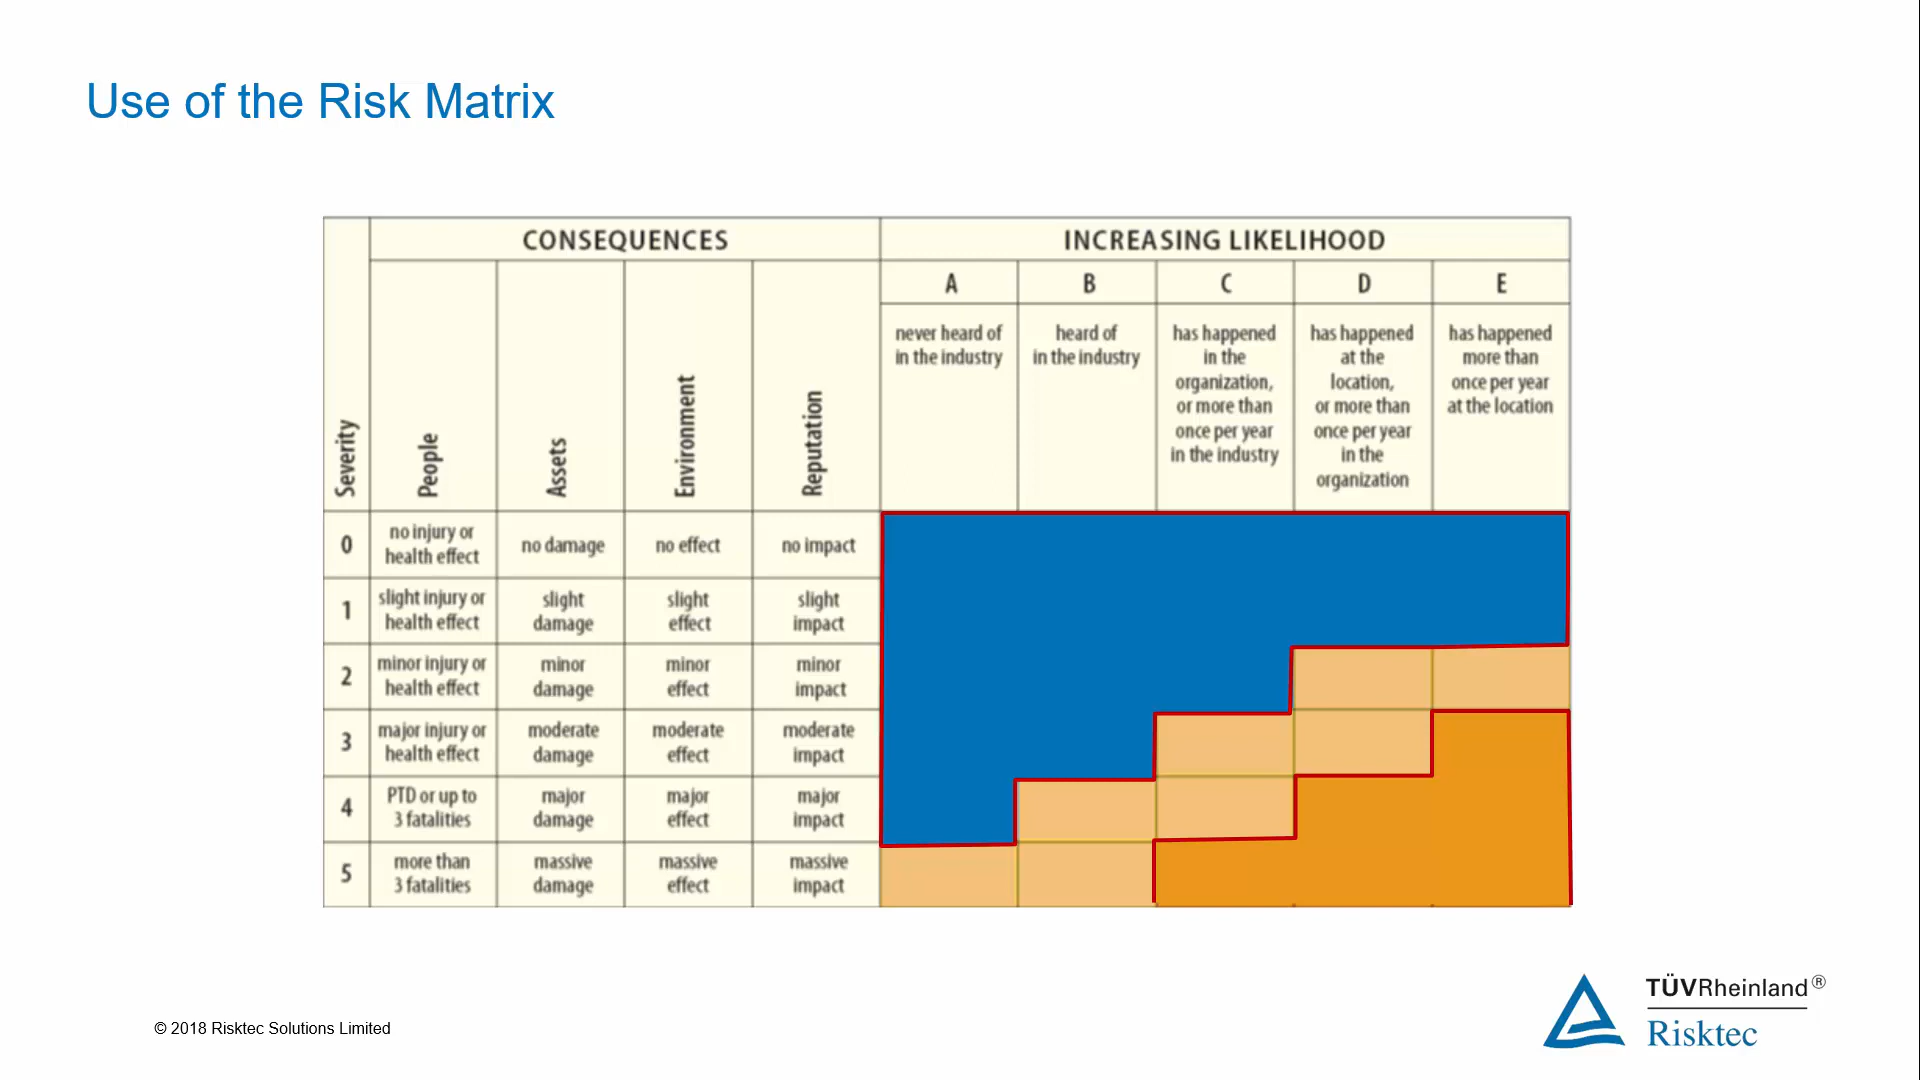 Use of the Risk Matrix
CONSEQUENCES
INCREASING LIKELIHOOD
Severity
People
Assets
Environment
Reputation
A
B
C
D
E
never heard of
in the industry
heard of
in the industry
has happened
in the
organization,
or more than
once per year
in the industry
has happened
at the
location,
or more than
once per year
in the
organization
has happened
more than
once per year
at the location
0
no injury or
health effect
no damage
no effect
no impact
1
slight injury or
health effect
slight
damage
slight
effect
slight
impact
2
minor injury or
health effect
minor
damage
minor
effect
minor
impact
3
major injury or
health effect
moderate
damage
moderate
effect
moderate
impact
4
PTD or up to
3 fatalities
major
damage
major
effect
major
impact
5
more than
3 fatalities
massive
damage
massive
effect
massive
impact
© 2018 Risktec Solutions Limited
TÜVRheinland®
Risktec